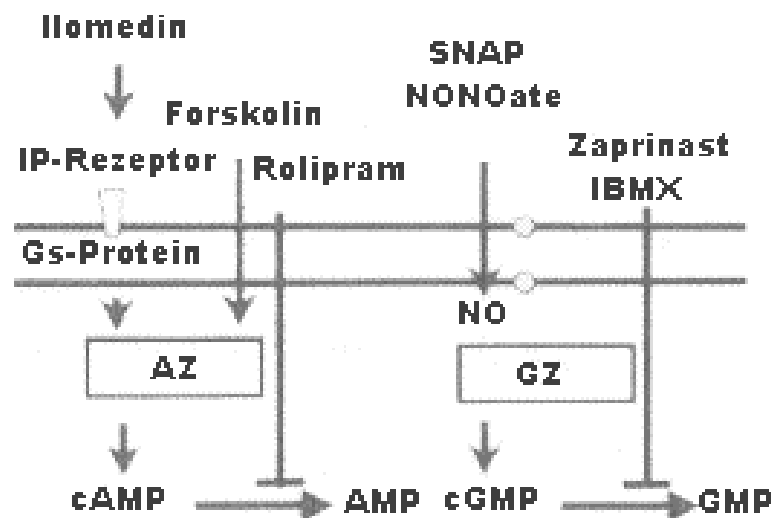 Ilomedin
SNAP
NONOate
Forskolin
Zaprinast
IP-Rezeptor
Rolipram
IBMX
Gs-Protein
NO
AZ
GZ
cAMP
AMP
cGMP
GMP